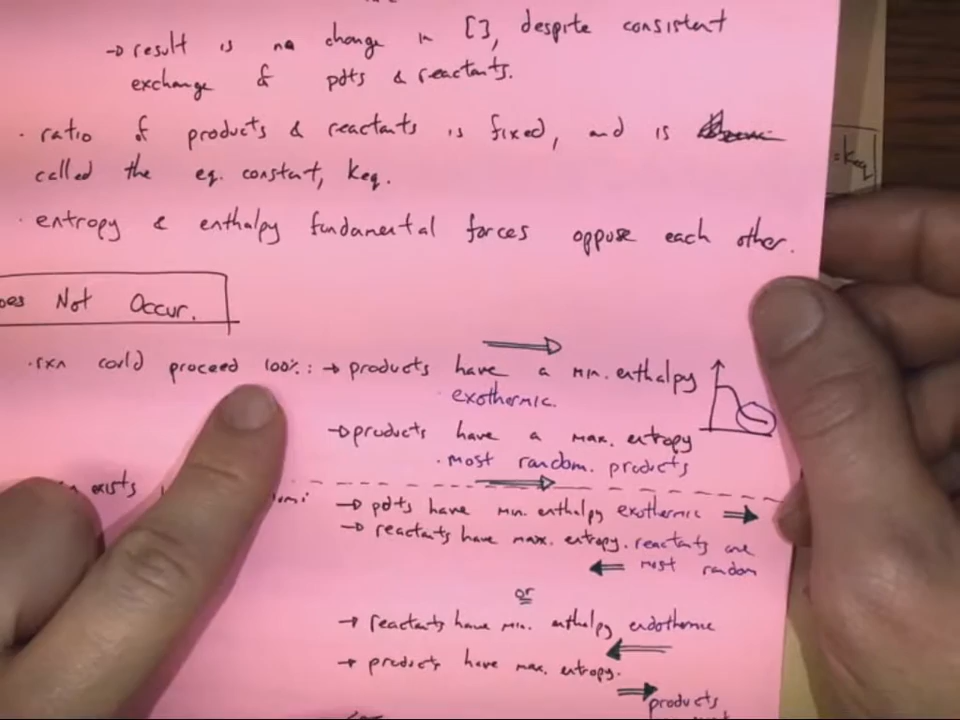 → result is no change in [], despite consistent
exchange of pdts & reactants.
· ratio of products & reactants is fixed, and is
called the eq. constant, Keq.
= Keq
· entropy & enthalpy fundamental forces oppose each other.
Not Occur.
· rxn could proceed 100%: → products have a min. enthalpy
· exothermic.
→ products have a max. entropy
· most random. products
exists
→ pdts have min. enthalpy exothermic
→ reactants have max. entropy. reactants are
most random
or
→ reactants have min. enthalpy endothermic
→ products have max. entropy.
products